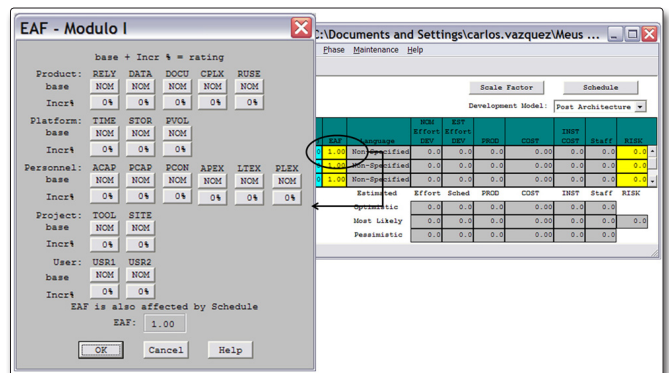 EAF - Modulo I
base + Incr % = rating
Product: RELY DATA DOCU CPLX RUSE
base NOM NOM NOM NOM NOM
Incr% 0% 0% 0% 0% 0%
Platform: TIME STOR PVOL
base NOM NOM NOM
Incr% 0% 0% 0%
Personnel: ACAP PCAP PCON APEX LTEX PLEX
base NOM NOM NOM NOM NOM NOM
Incr% 0% 0% 0% 0% 0% 0%
Project: TOOL SITE
base NOM NOM
Incr% 0% 0%
User: USR1 USR2
base NOM NOM
Incr% 0% 0%
EAF is also affected by Schedule
EAF: 1.00
OK Cancel Help
:\Documents and Settings\carlos.vazquez\Meus ...
Phase Maintenance Help
Scale Factor Schedule
Development Model: Post Architecture
EAF Language NOM Effort DEV EST Effort DEV PROD COST INST COST Staff RISK
0 1.00 Non-Specified 0.0 0.0 0.0 0.00 0.0 0.0 0.0
0 1.00 Non-Specified 0.0 0.0 0.0 0.00 0.0 0.0 0.0
0 1.00 Non-Specified 0.0 0.0 0.0 0.00 0.0 0.0 0.0
Estimated Effort Sched PROD COST INST Staff RISK
Optimistic 0.0 0.0 0.0 0.00 0.0 0.0
Most Likely 0.0 0.0 0.0 0.00 0.0 0.0 0.0
Pessimistic 0.0 0.0 0.0 0.00 0.0 0.0